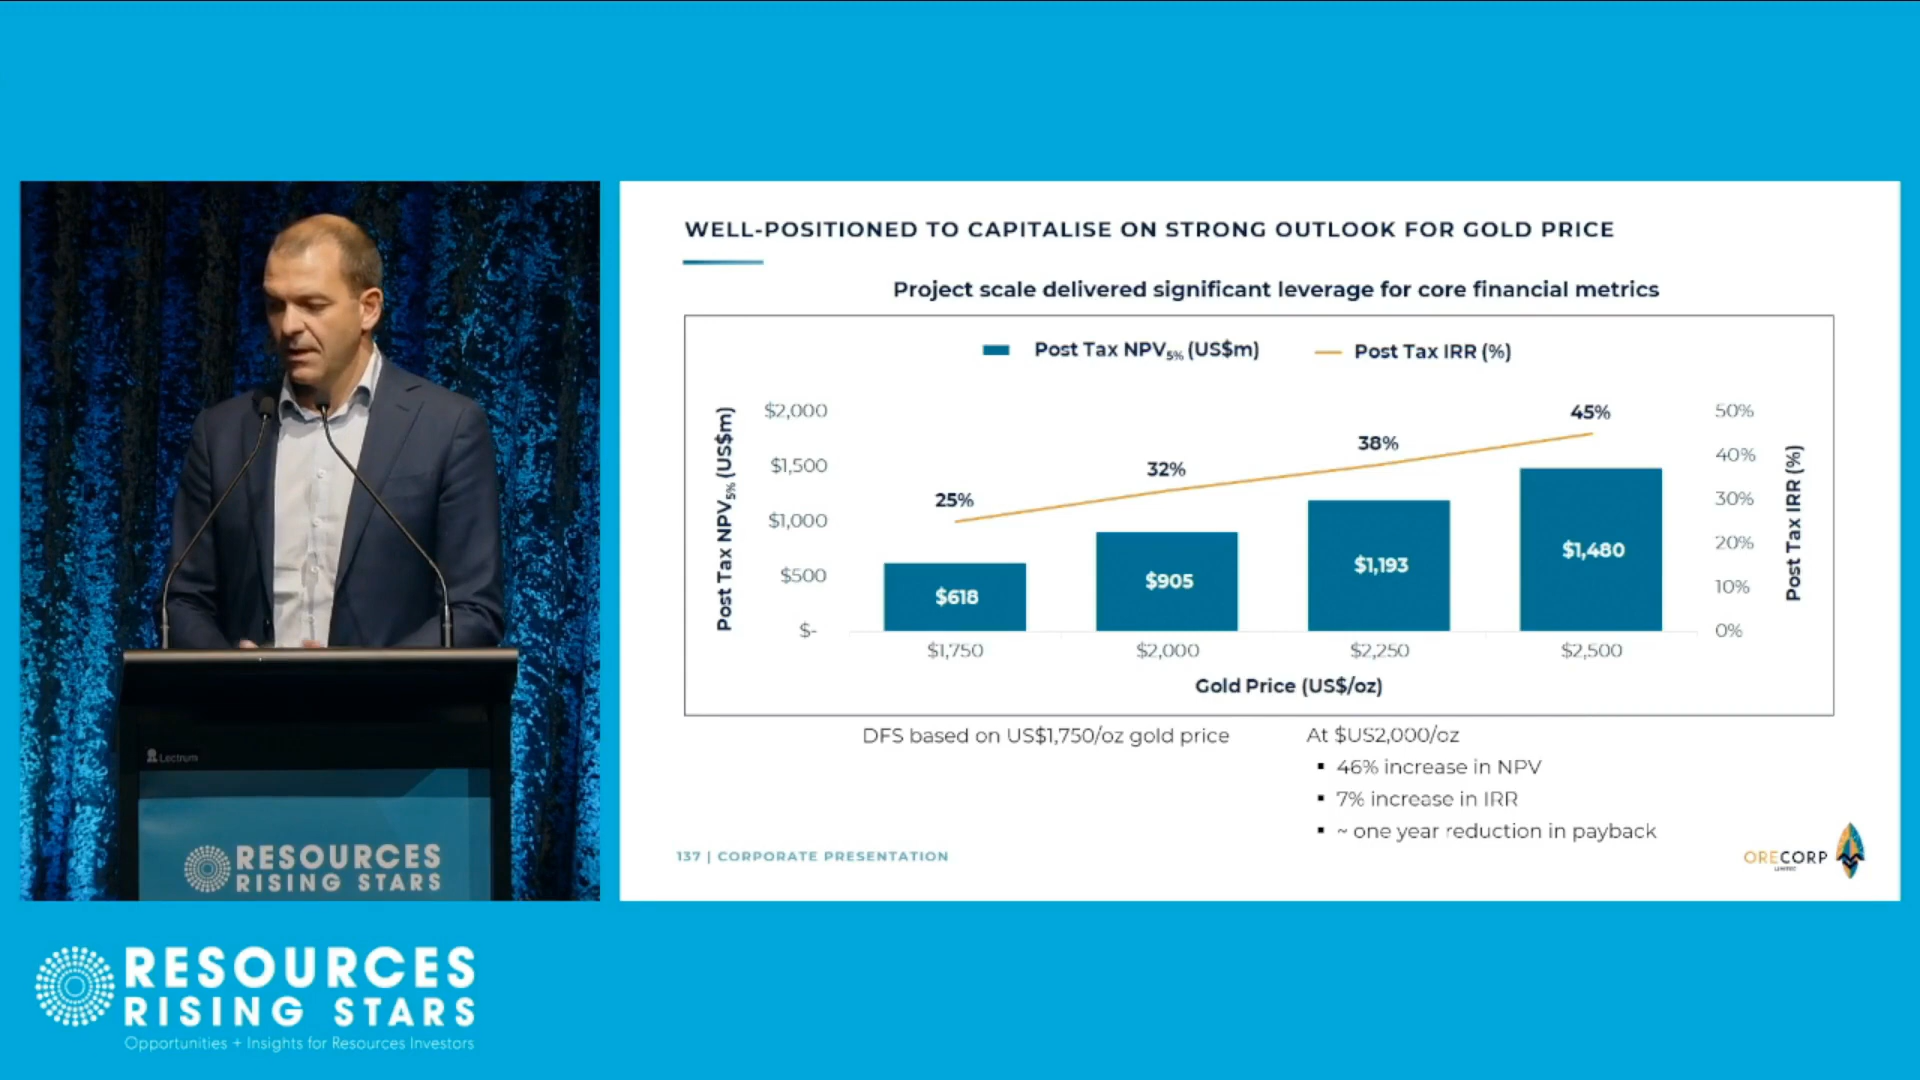 WELL-POSITIONED TO CAPITALISE ON STRONG OUTLOOK FOR GOLD PRICE
Project scale delivered significant leverage for core financial metrics
Post Tax NPV5% (US$m)
Post Tax IRR (%)
Post Tax NPV5% (US$m)
$2,000
$1,500
$1,000
$500
$-
25%
32%
38%
45%
$618
$905
$1,193
$1,480
50%
40%
30%
20%
10%
0%
Post Tax IRR (%)
$1,750
$2,000
$2,250
$2,500
Gold Price (US$/oz)
DFS based on US$1,750/oz gold price
At $US2,000/oz
▪ 46% increase in NPV
▪ 7% increase in IRR
▪ ~ one year reduction in payback
137 | CORPORATE PRESENTATION
ORECORP
LIMITED
Lectrum
RESOURCES
RISING STARS
RESOURCES
RISING STARS
Opportunities + Insights for Resources Investors